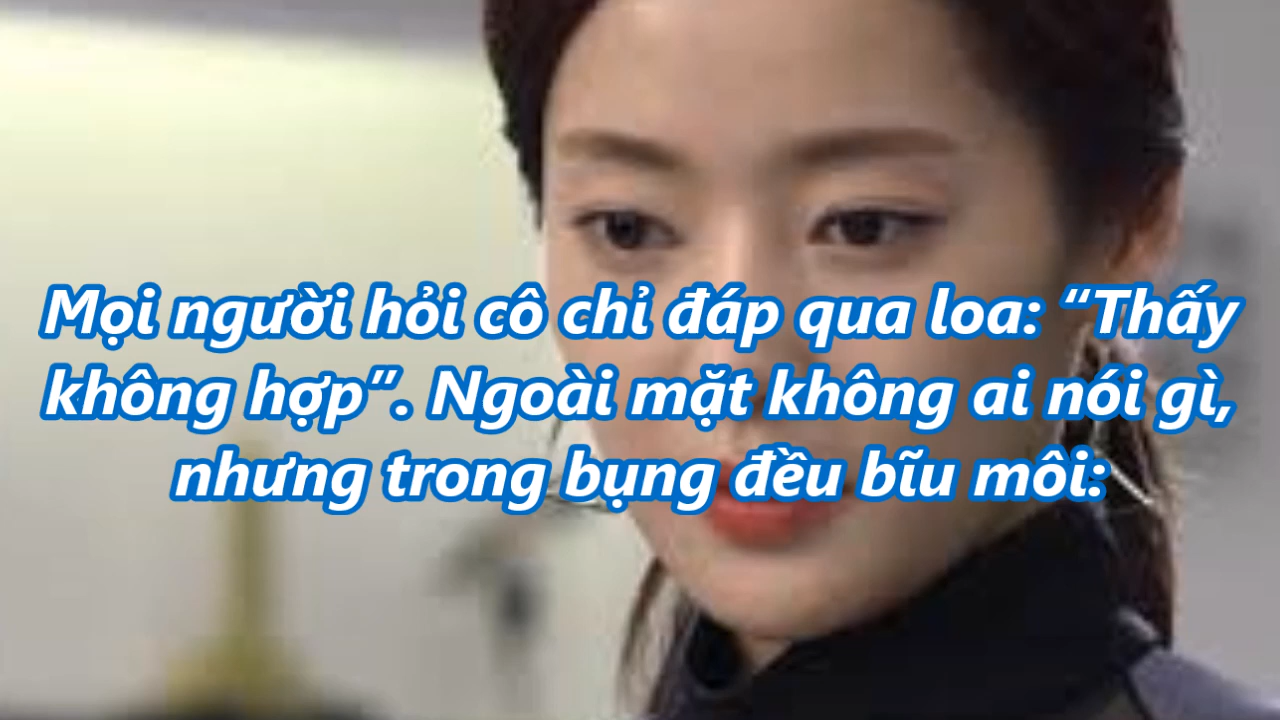 Mọi người hỏi cô chỉ đáp qua loa: “Thấy
không hợp”. Ngoài mặt không ai nói gì,
nhưng trong bụng đều bĩu môi: